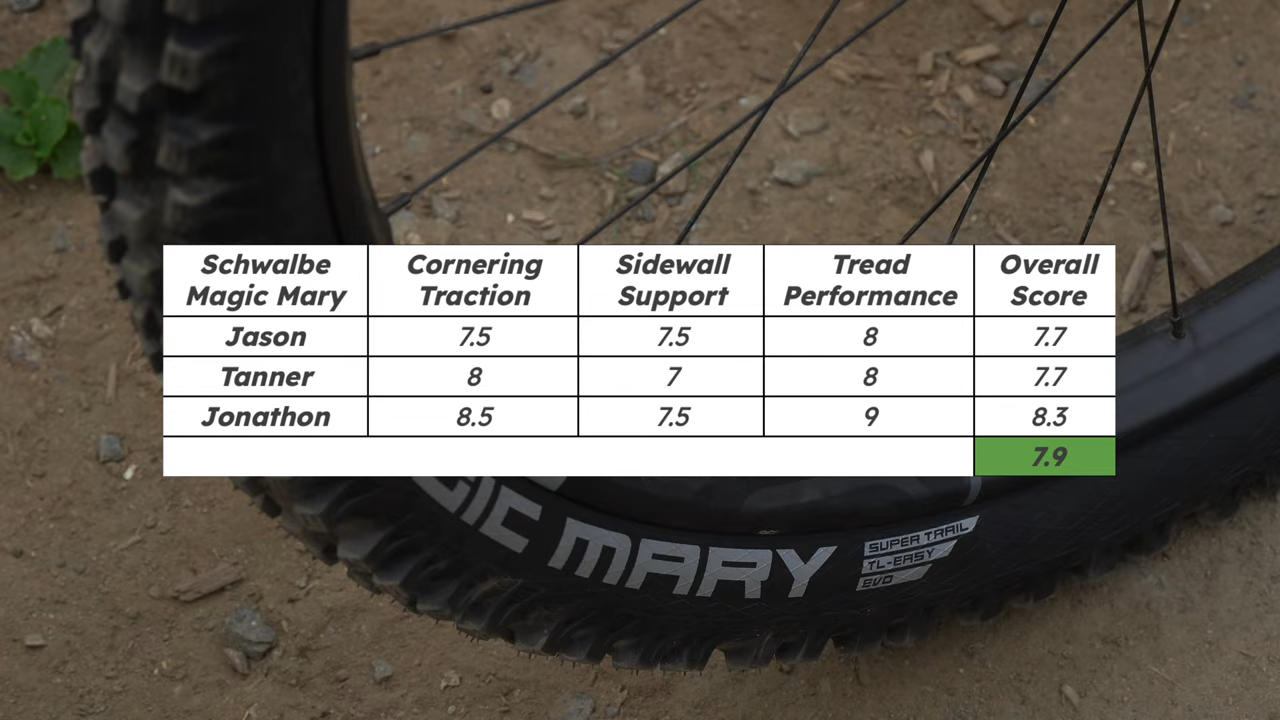 Schwalbe Magic Mary Cornering Traction Sidewall Support Tread Performance Overall Score
Jason 7.5 7.5 8 7.7
Tanner 8 7 8 7.7
Jonathon 8.5 7.5 9 8.3
7.9
MARY
SUPER TRAIL
TL-EASY
EVO